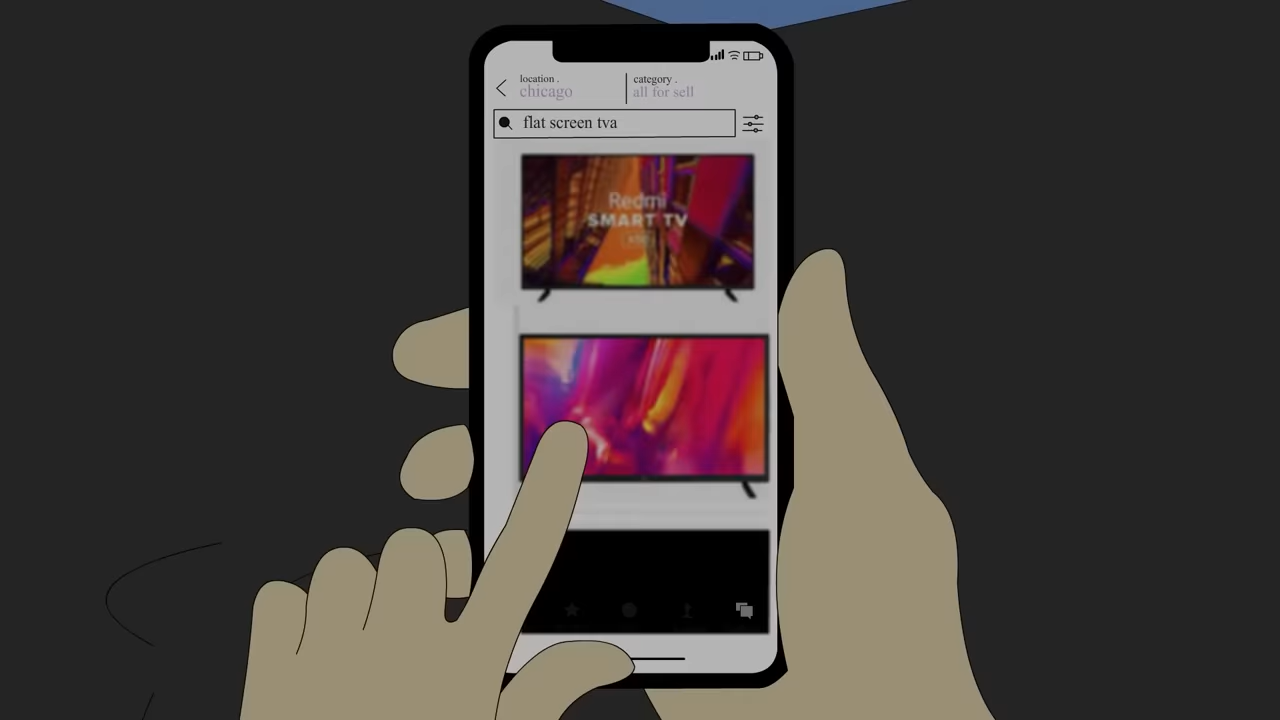 location . category .
chicago all for sell
flat screen tva
Redmi
SMART TV